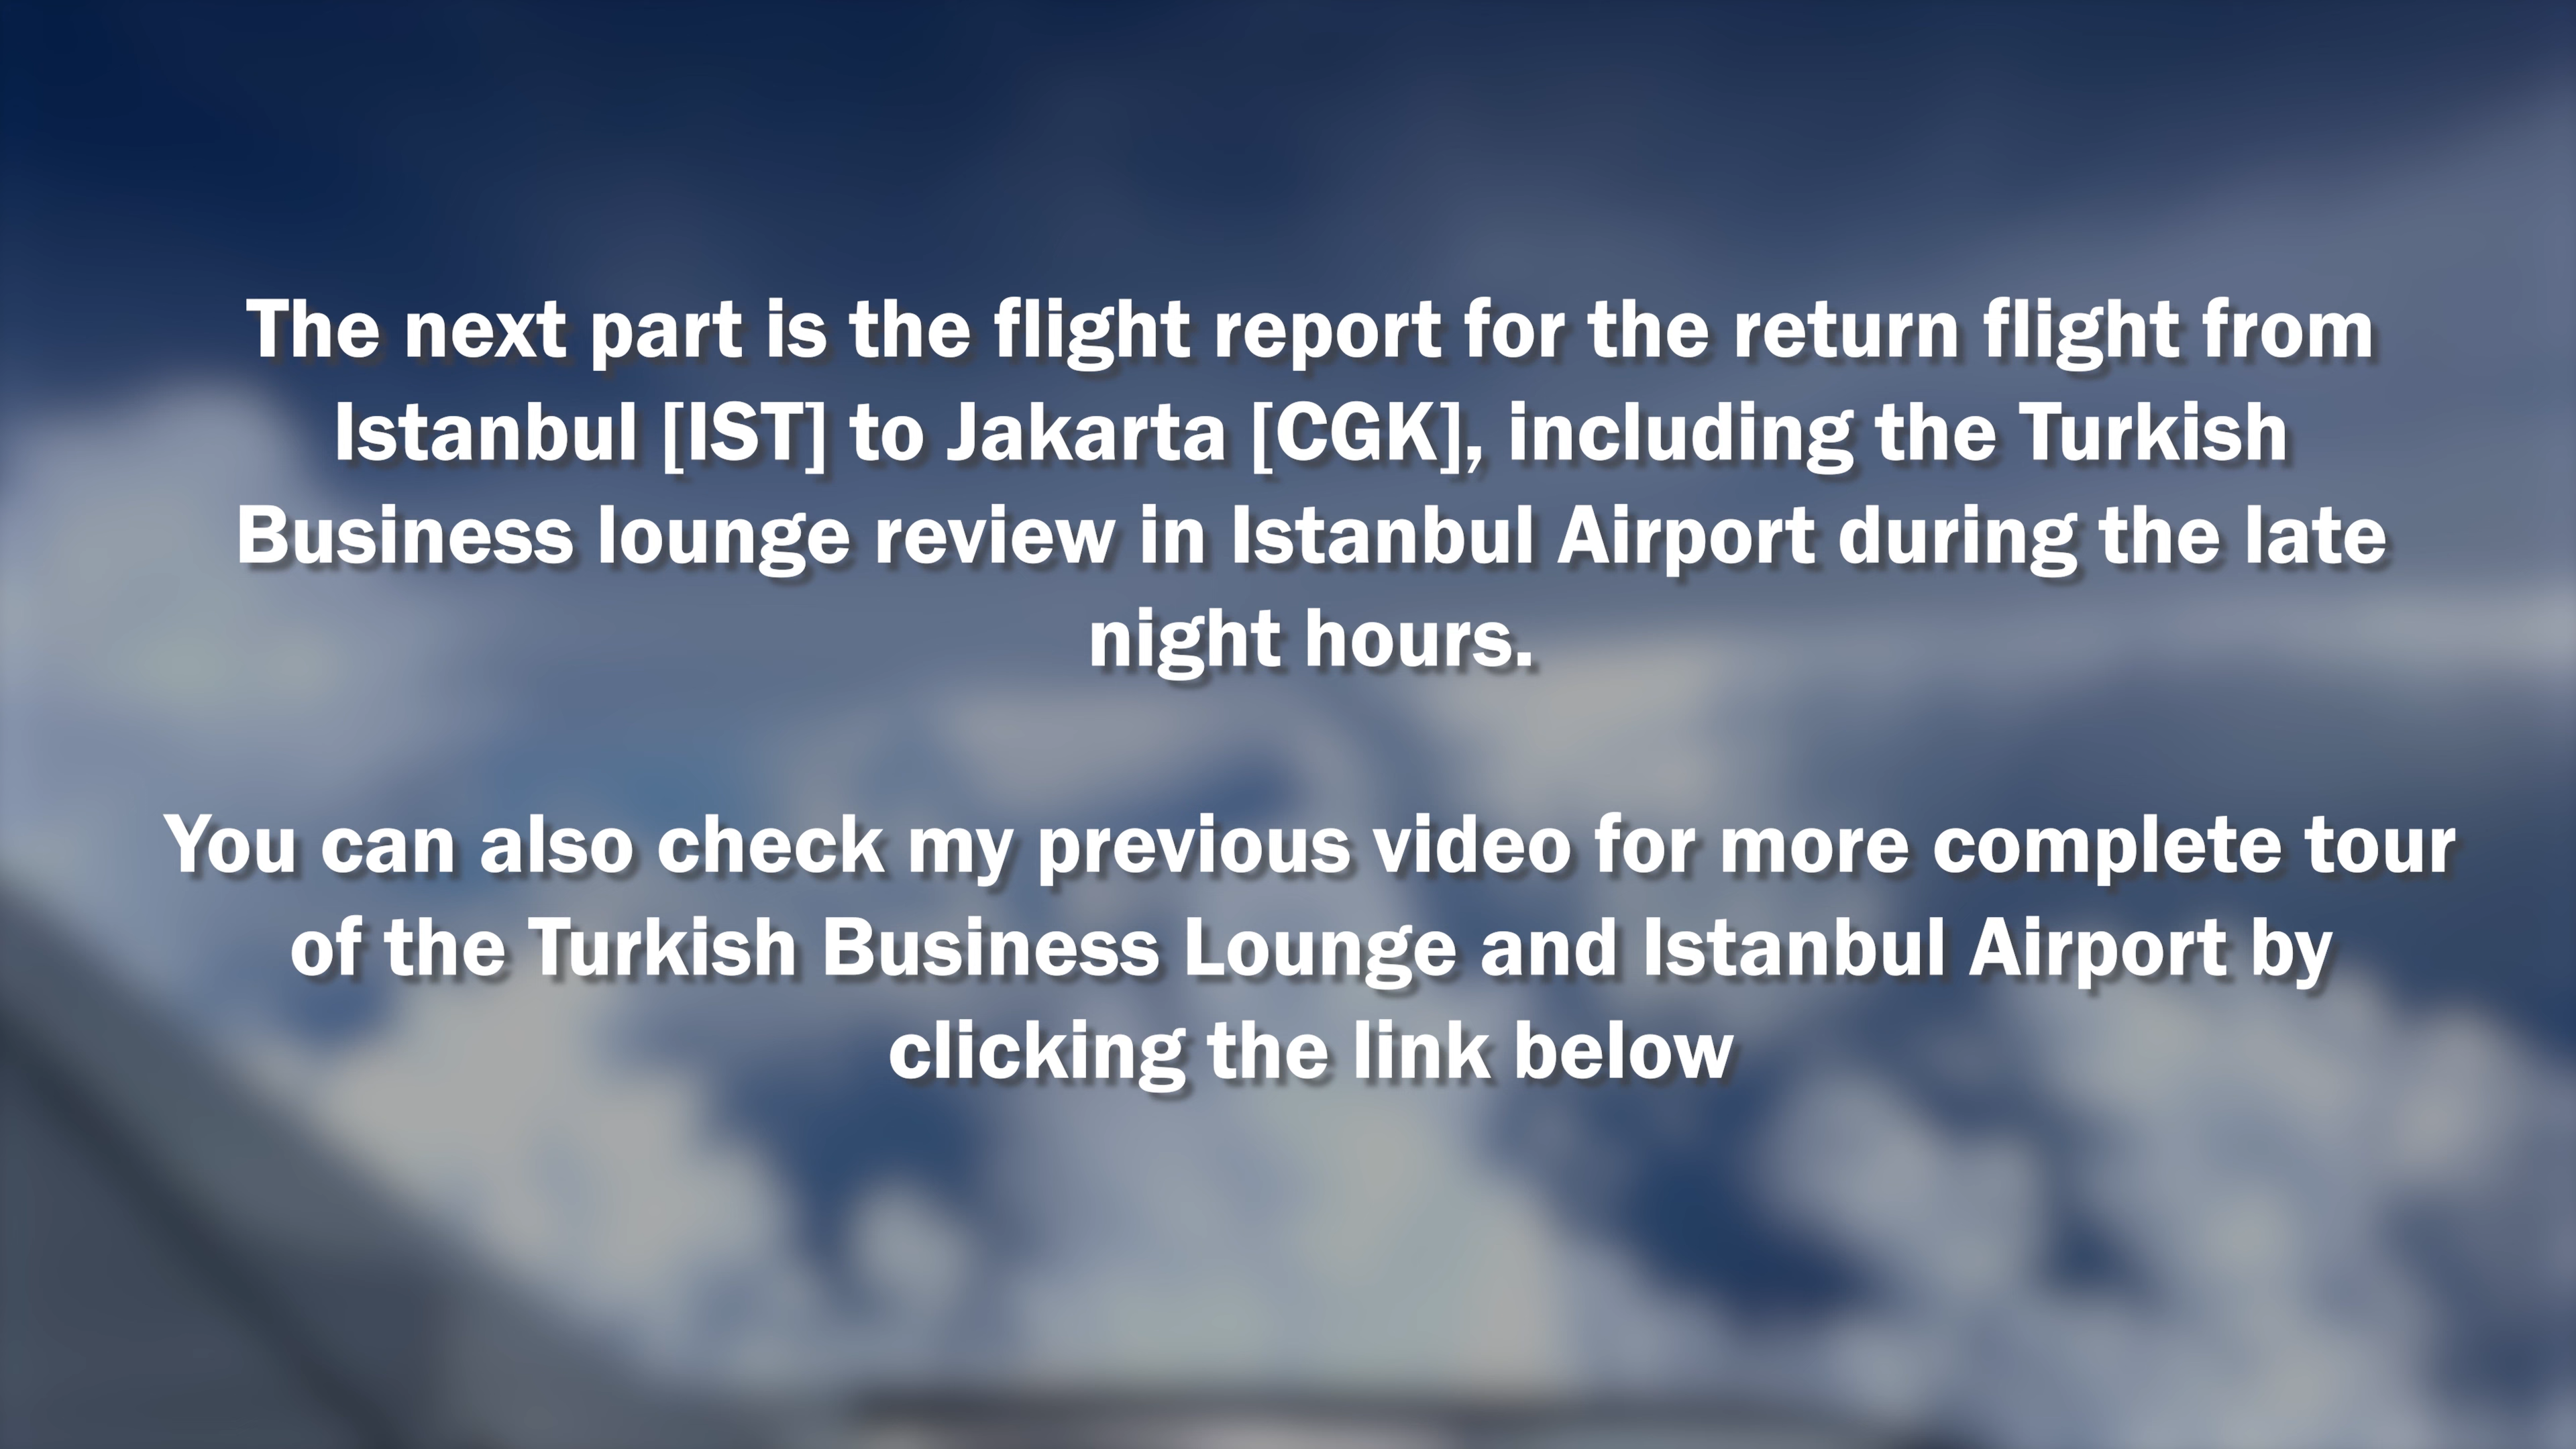 The next part is the flight report for the return flight from
Istanbul [IST] to Jakarta [CGK], including the Turkish
Business lounge review in Istanbul Airport during the late
night hours.
You can also check my previous video for more complete tour
of the Turkish Business Lounge and Istanbul Airport by
clicking the link below